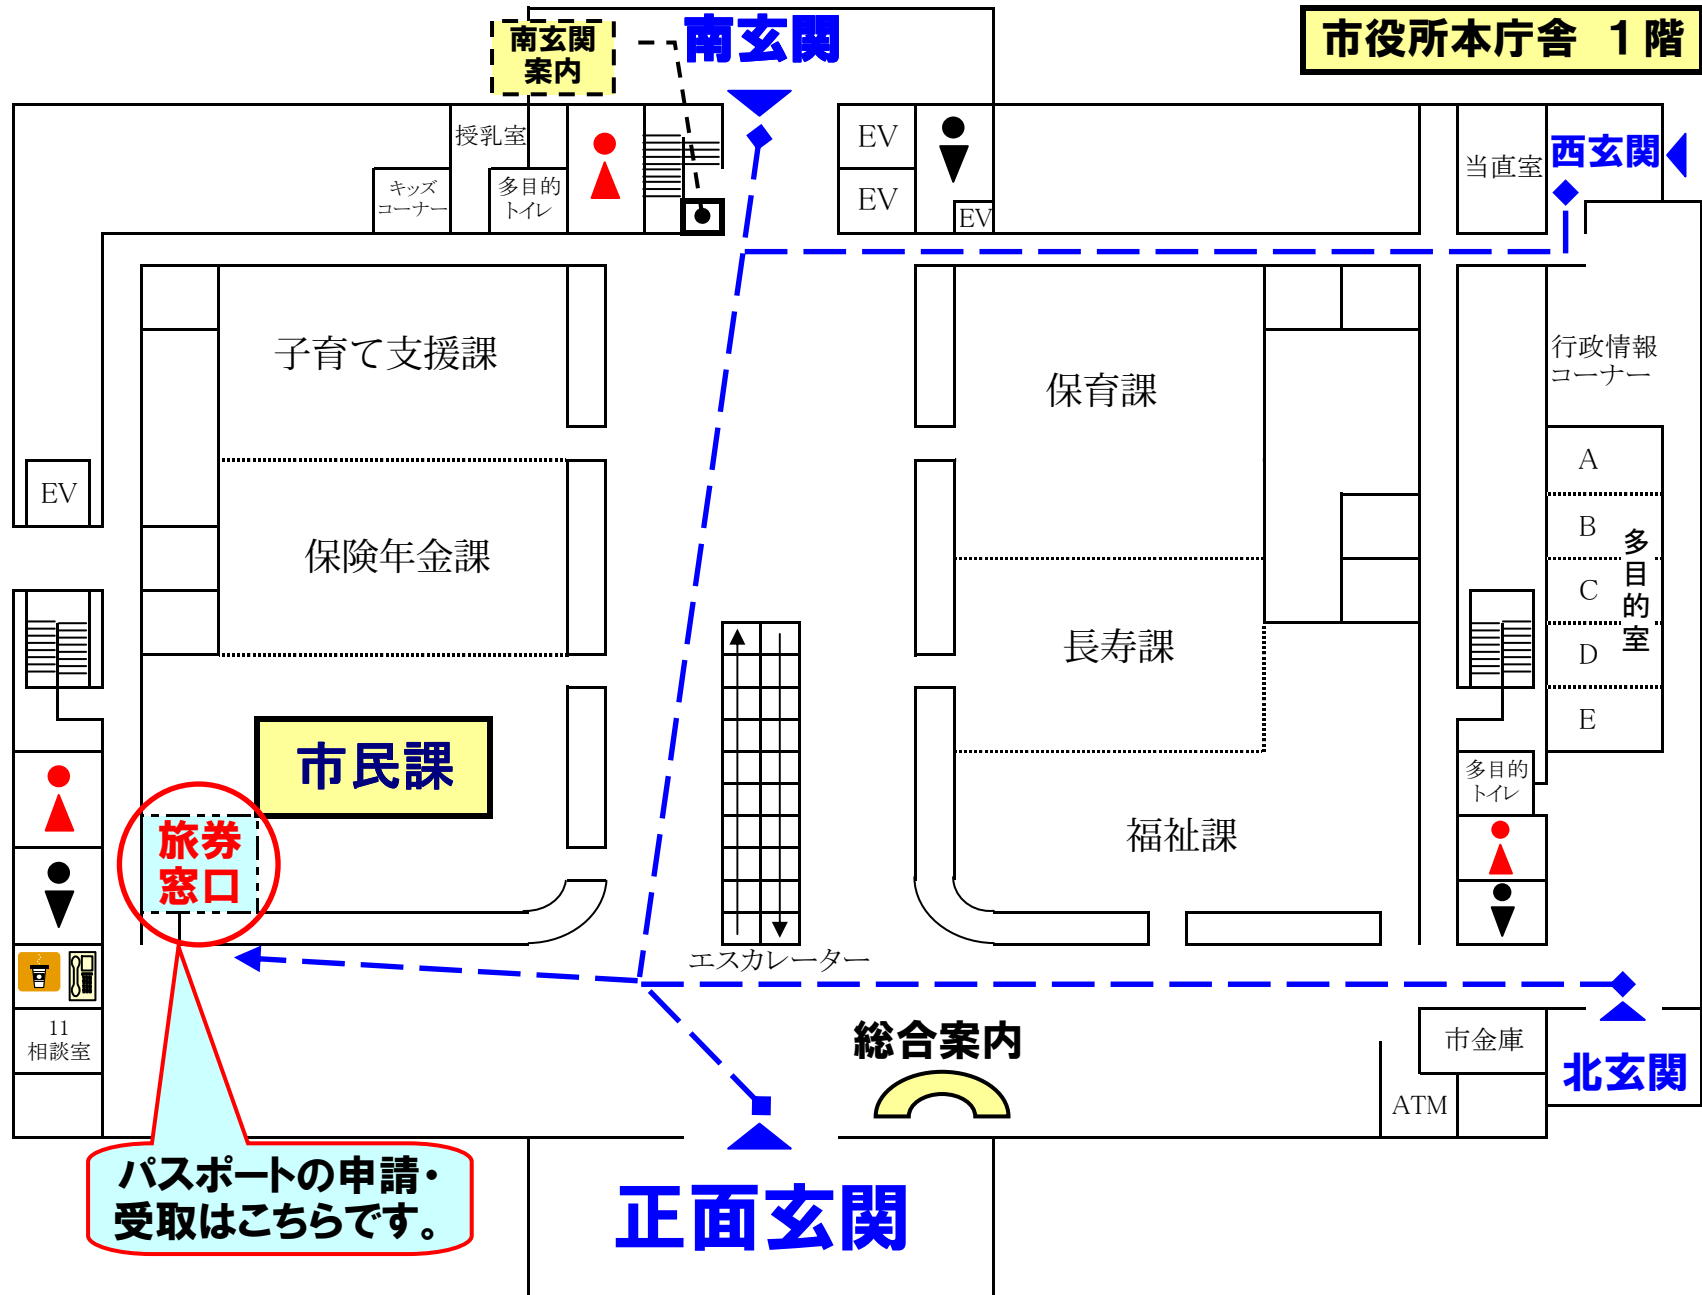 南玄関
案内
南玄関
市役所本庁舎　1階
授乳室
キッズ
コーナー
多目的
トイレ
EV
EV
EV
当直室
西玄関
子育て支援課
保育課
行政情報
コーナー
EV
保険年金課
長寿課
A
B
C
D
E
多目的室
市民課
福祉課
多目的
トイレ
旅券
窓口
エスカレーター
11
相談室
総合案内
市金庫
ATM
北玄関
パスポートの申請・
受取はこちらです。
正面玄関